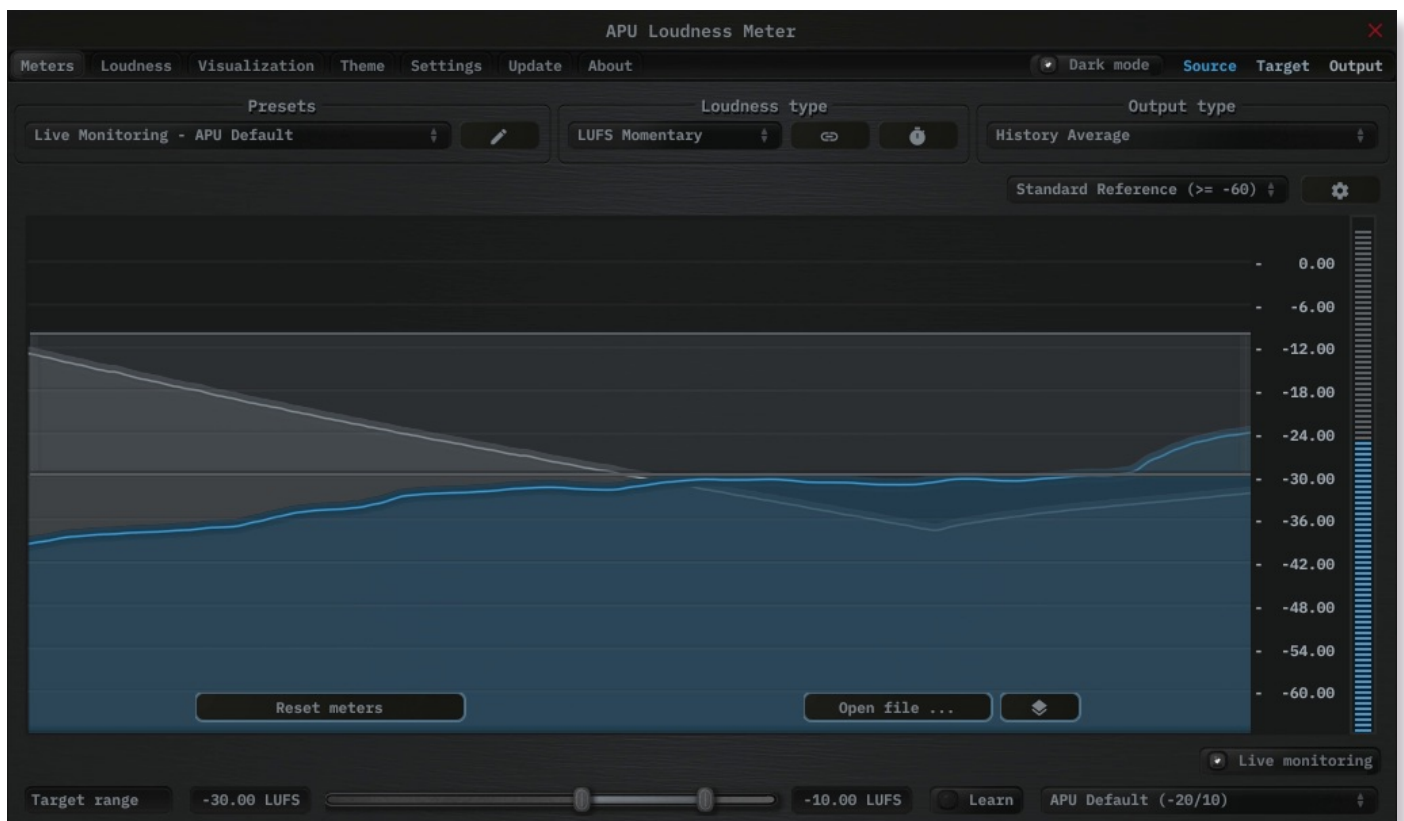 APU Loudness Meter
Meters Loudness Visualization Theme Settings Update About Dark mode Source Target Output
Presets Loudness type Output type
Live Monitoring - APU Default LUFS Momentary History Average
Standard Reference (>= -60)
- 0.00
- -6.00
- -12.00
- -18.00
- -24.00
- -30.00
- -36.00
- -42.00
- -48.00
- -54.00
- -60.00
Reset meters Open file ...
Live monitoring
Target range -30.00 LUFS -10.00 LUFS Learn APU Default (-20/10)